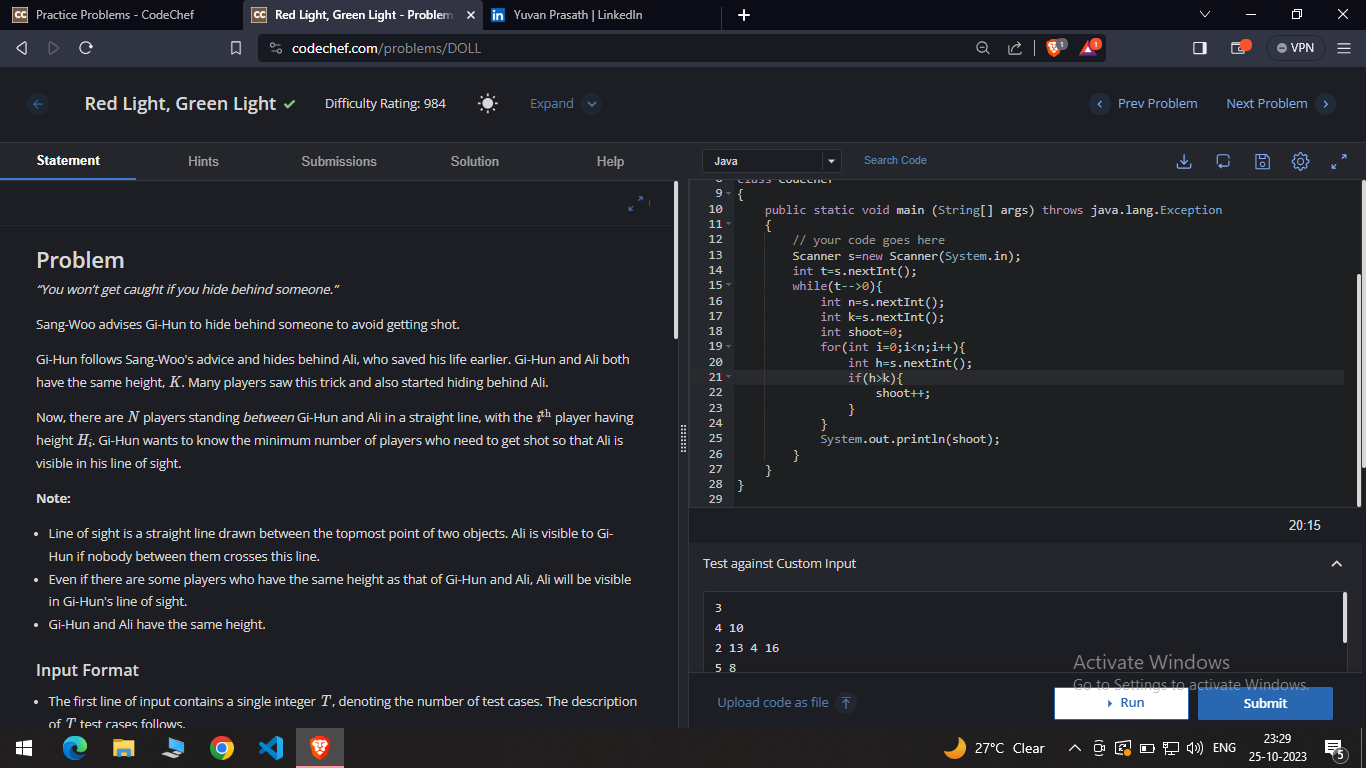 Practice Problems - CodeChef
Red Light, Green Light - Problem
Yuvan Prasath | LinkedIn
codechef.com/problems/DOLL
1
1
VPN
Red Light, Green Light
Difficulty Rating: 984
Expand
Prev Problem
Next Problem
Statement
Hints
Submissions
Solution
Help
Problem
“You won’t get caught if you hide behind someone.”
Sang-Woo advises Gi-Hun to hide behind someone to avoid getting shot.
Gi-Hun follows Sang-Woo's advice and hides behind Ali, who saved his life earlier. Gi-Hun and Ali both
have the same height, K. Many players saw this trick and also started hiding behind Ali.
Now, there are N players standing between Gi-Hun and Ali in a straight line, with the iᵗʰ player having
height Hᵢ. Gi-Hun wants to know the minimum number of players who need to get shot so that Ali is
visible in his line of sight.
Note:
• Line of sight is a straight line drawn between the topmost point of two objects. Ali is visible to Gi-
Hun if nobody between them crosses this line.
• Even if there are some players who have the same height as that of Gi-Hun and Ali, Ali will be visible
in Gi-Hun's line of sight.
• Gi-Hun and Ali have the same height.
Input Format
• The first line of input contains a single integer T, denoting the number of test cases. The description
of T test cases follows.
Java
Search Code
8 class Codechef
9 {
10 public static void main (String[] args) throws java.lang.Exception
11 {
12 // your code goes here
13 Scanner s=new Scanner(System.in);
14 int t=s.nextInt();
15 while(t-->0){
16 int n=s.nextInt();
17 int k=s.nextInt();
18 int shoot=0;
19 for(int i=0;i<n;i++){
20 int h=s.nextInt();
21 if(h>k){
22 shoot++;
23 }
24 }
25 System.out.println(shoot);
26 }
27 }
28 }
29
20:15
Test against Custom Input
3
4 10
2 13 4 16
5 8
Activate Windows
Go to Settings to activate Windows.
Upload code as file
Run
Submit
27°C Clear
ENG
23:29
25-10-2023
5